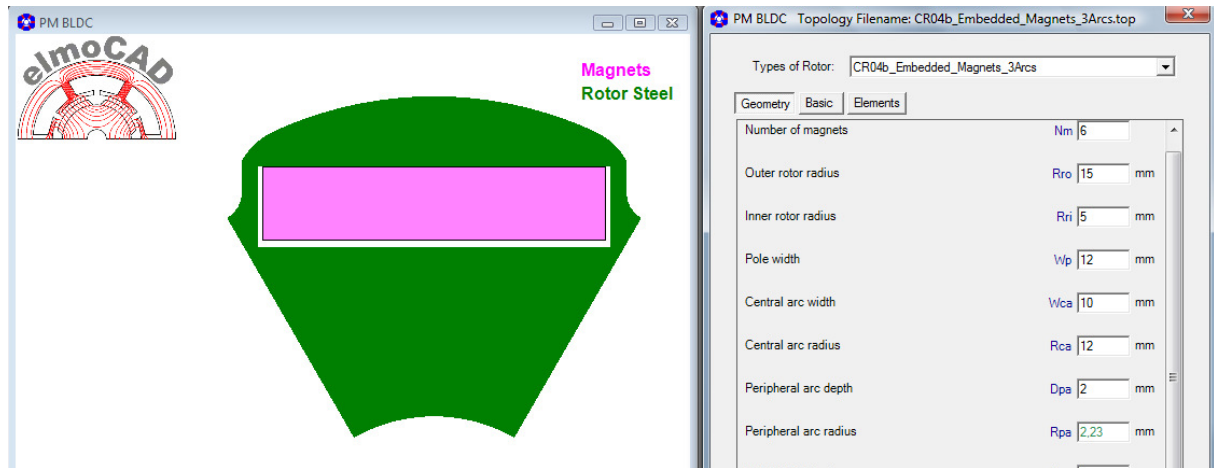 PM BLDC
elmoCAD
Magnets
Rotor Steel
PM BLDC Topology Filename: CR04b_Embedded_Magnets_3Arcs.top
Types of Rotor: CR04b_Embedded_Magnets_3Arcs
Geometry Basic Elements
Number of magnets Nm 6
Outer rotor radius Rro 15 mm
Inner rotor radius Rri 5 mm
Pole width Wp 12 mm
Central arc width Wca 10 mm
Central arc radius Rca 12 mm
Peripheral arc depth Dpa 2 mm
Peripheral arc radius Rpa 2,23 mm